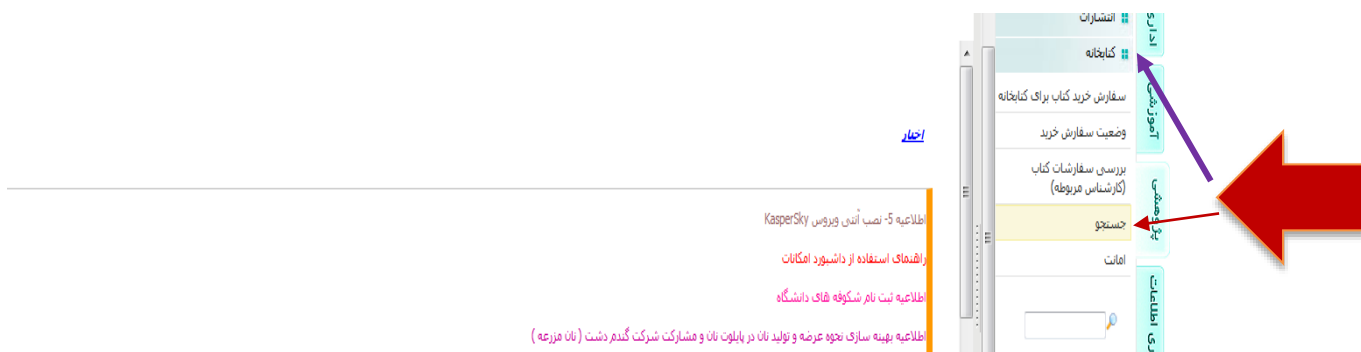 انتشارات
کتابخانه
سفارش خرید کتاب برای کتابخانه
وضعیت سفارش خرید
بررسی سفارشات کتاب
(کارشناس مربوطه)
جستجو
امانت
اداری
آموزشی
پژوهشی
اطلاعات
اخبار
اطلاعیه 5- نصب آنتی ویروس KasperSky
راهنمای استفاده از داشبورد امکانات
اطلاعیه ثبت نام شکوفه های دانشگاه
اطلاعیه بهینه سازی نحوه عرضه و تولید نان در پایلوت نان و مشارکت شرکت گندم دشت ( نان مزرعه )